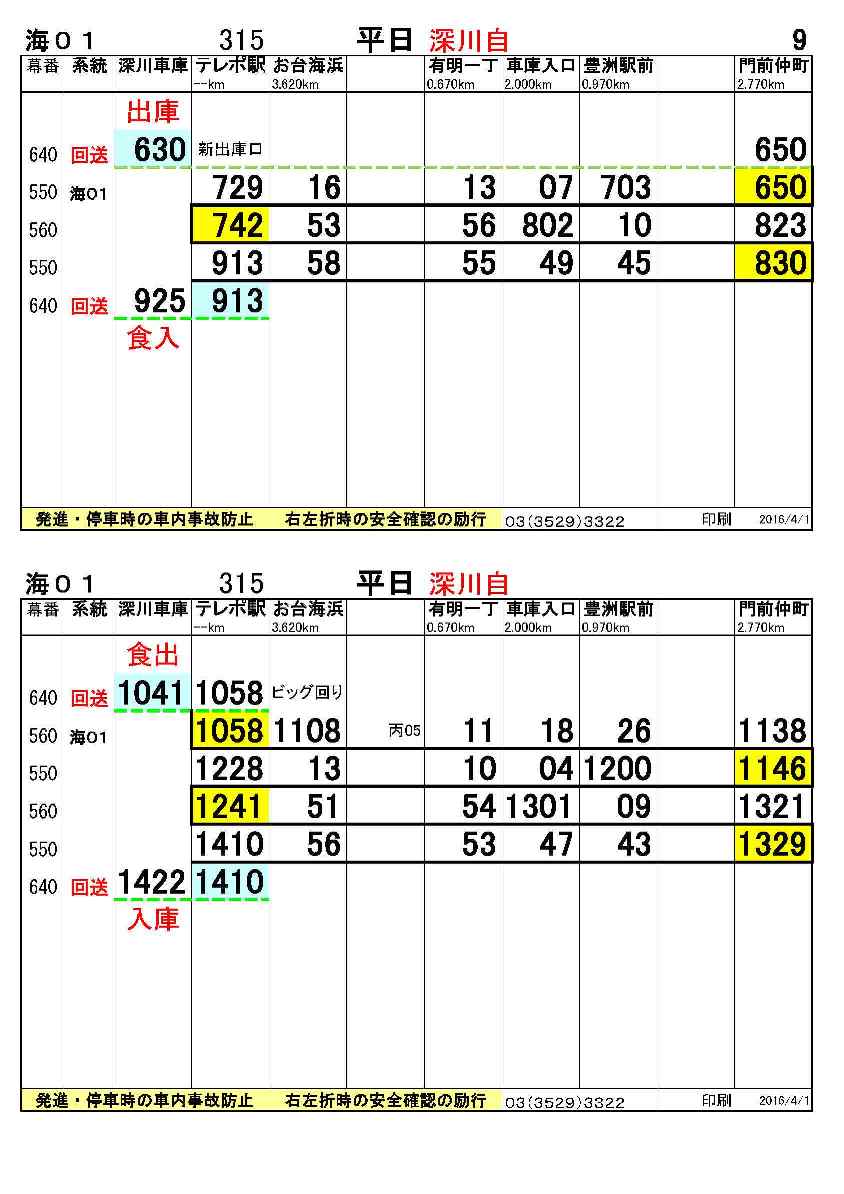 海０１ 315 平日 深川自 9
幕番 系統 深川車庫 テレポ駅 お台海浜 有明一丁 車庫入口 豊洲駅前 門前仲町
--km 3.620km 0.670km 2.000km 0.970km 2.770km
出庫
640 回送 630 新出庫口 650
550 海01 729 16 13 07 703 650
560 742 53 56 802 10 823
550 913 58 55 49 45 830
640 回送 925 913
食入
発進・停車時の車内事故防止 右左折時の安全確認の励行 03(3529)3322 印刷 2016/4/1
海０１ 315 平日 深川自
幕番 系統 深川車庫 テレポ駅 お台海浜 有明一丁 車庫入口 豊洲駅前 門前仲町
--km 3.620km 0.670km 2.000km 0.970km 2.770km
食出
640 回送 1041 1058 ビッグ回り
560 海01 1058 1108 丙05 11 18 26 1138
550 1228 13 10 04 1200 1146
560 1241 51 54 1301 09 1321
550 1410 56 53 47 43 1329
640 回送 1422 1410
入庫
発進・停車時の車内事故防止 右左折時の安全確認の励行 03(3529)3322 印刷 2016/4/1